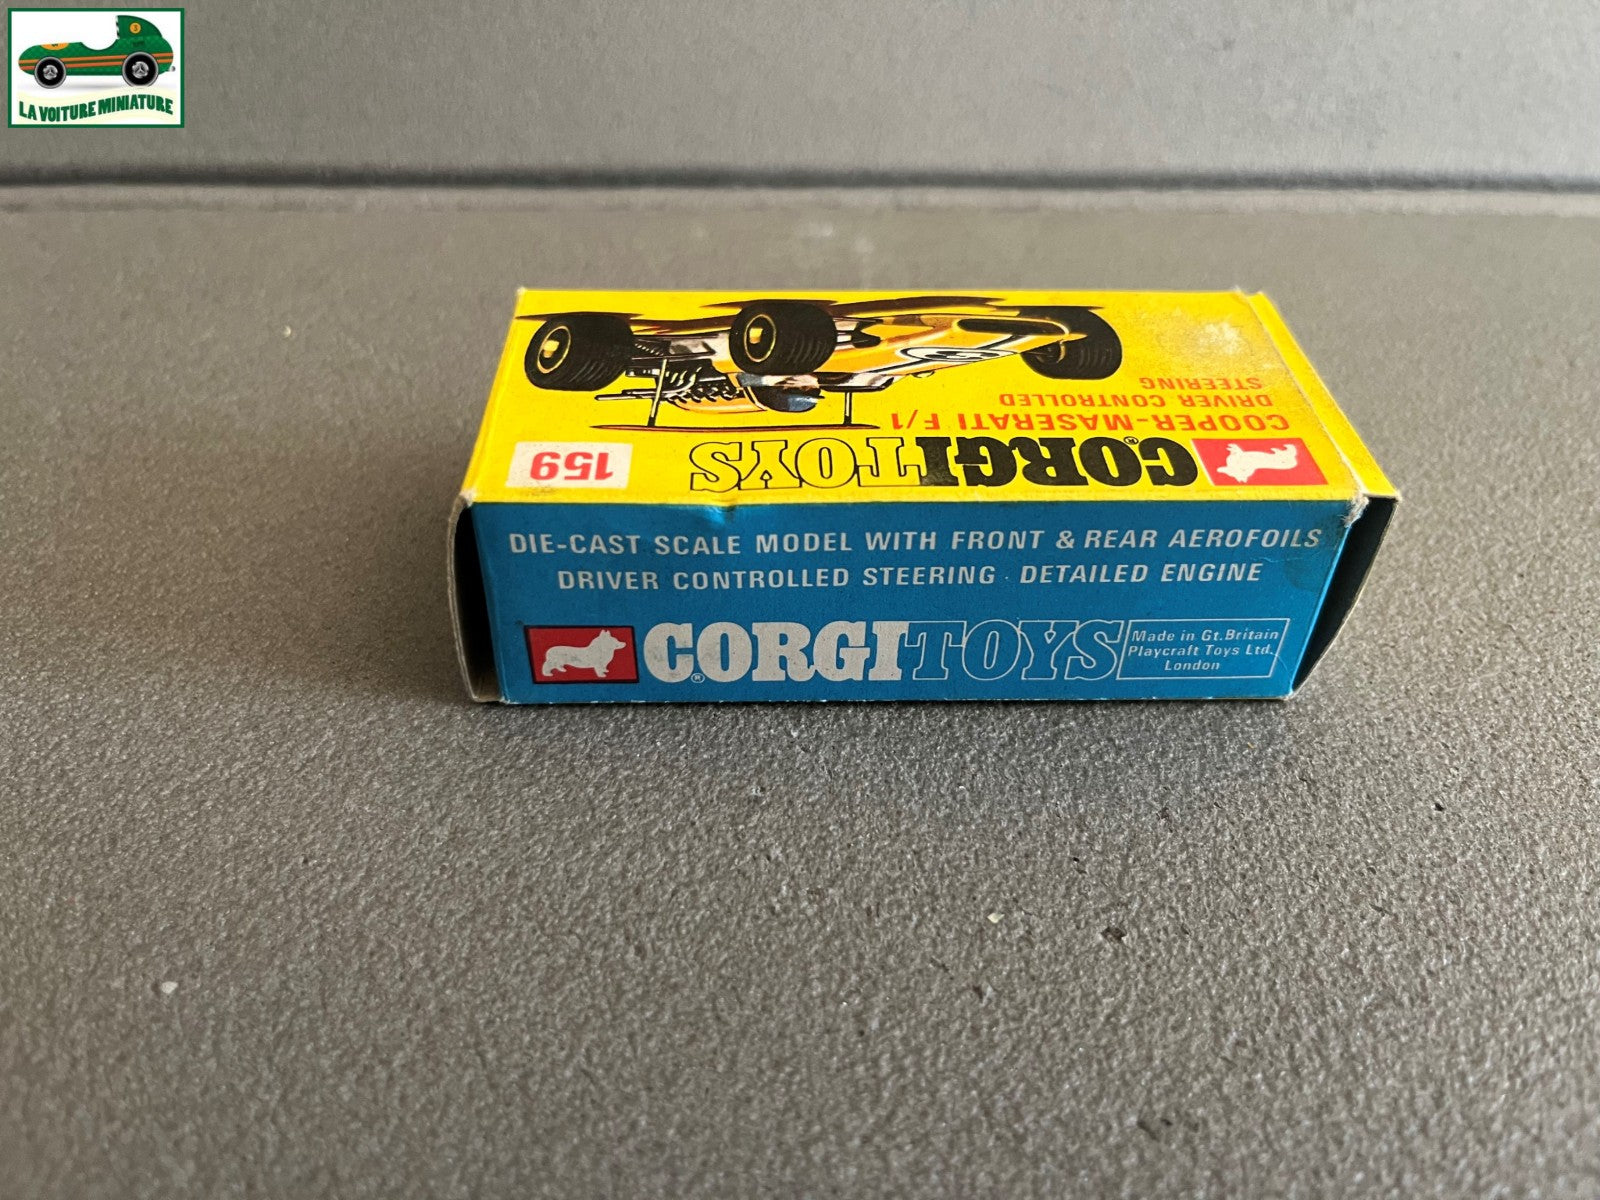 LA VOITURE MINIATURE
COOPER-MASERATI F/1
DRIVER CONTROLLED
STEERING
CORGI TOYS
®
159
DIE-CAST SCALE MODEL WITH FRONT & REAR AEROFOILS
DRIVER CONTROLLED STEERING · DETAILED ENGINE
CORGI TOYS
®
Made in Gt. Britain
Playcraft Toys Ltd.
London